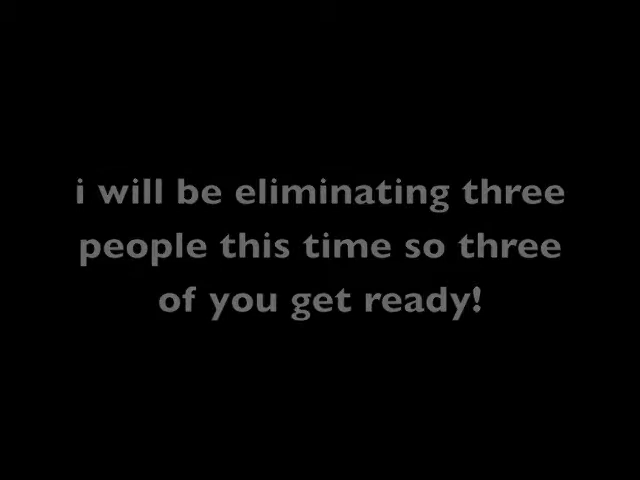 i will be eliminating three
people this time so three
of you get ready!